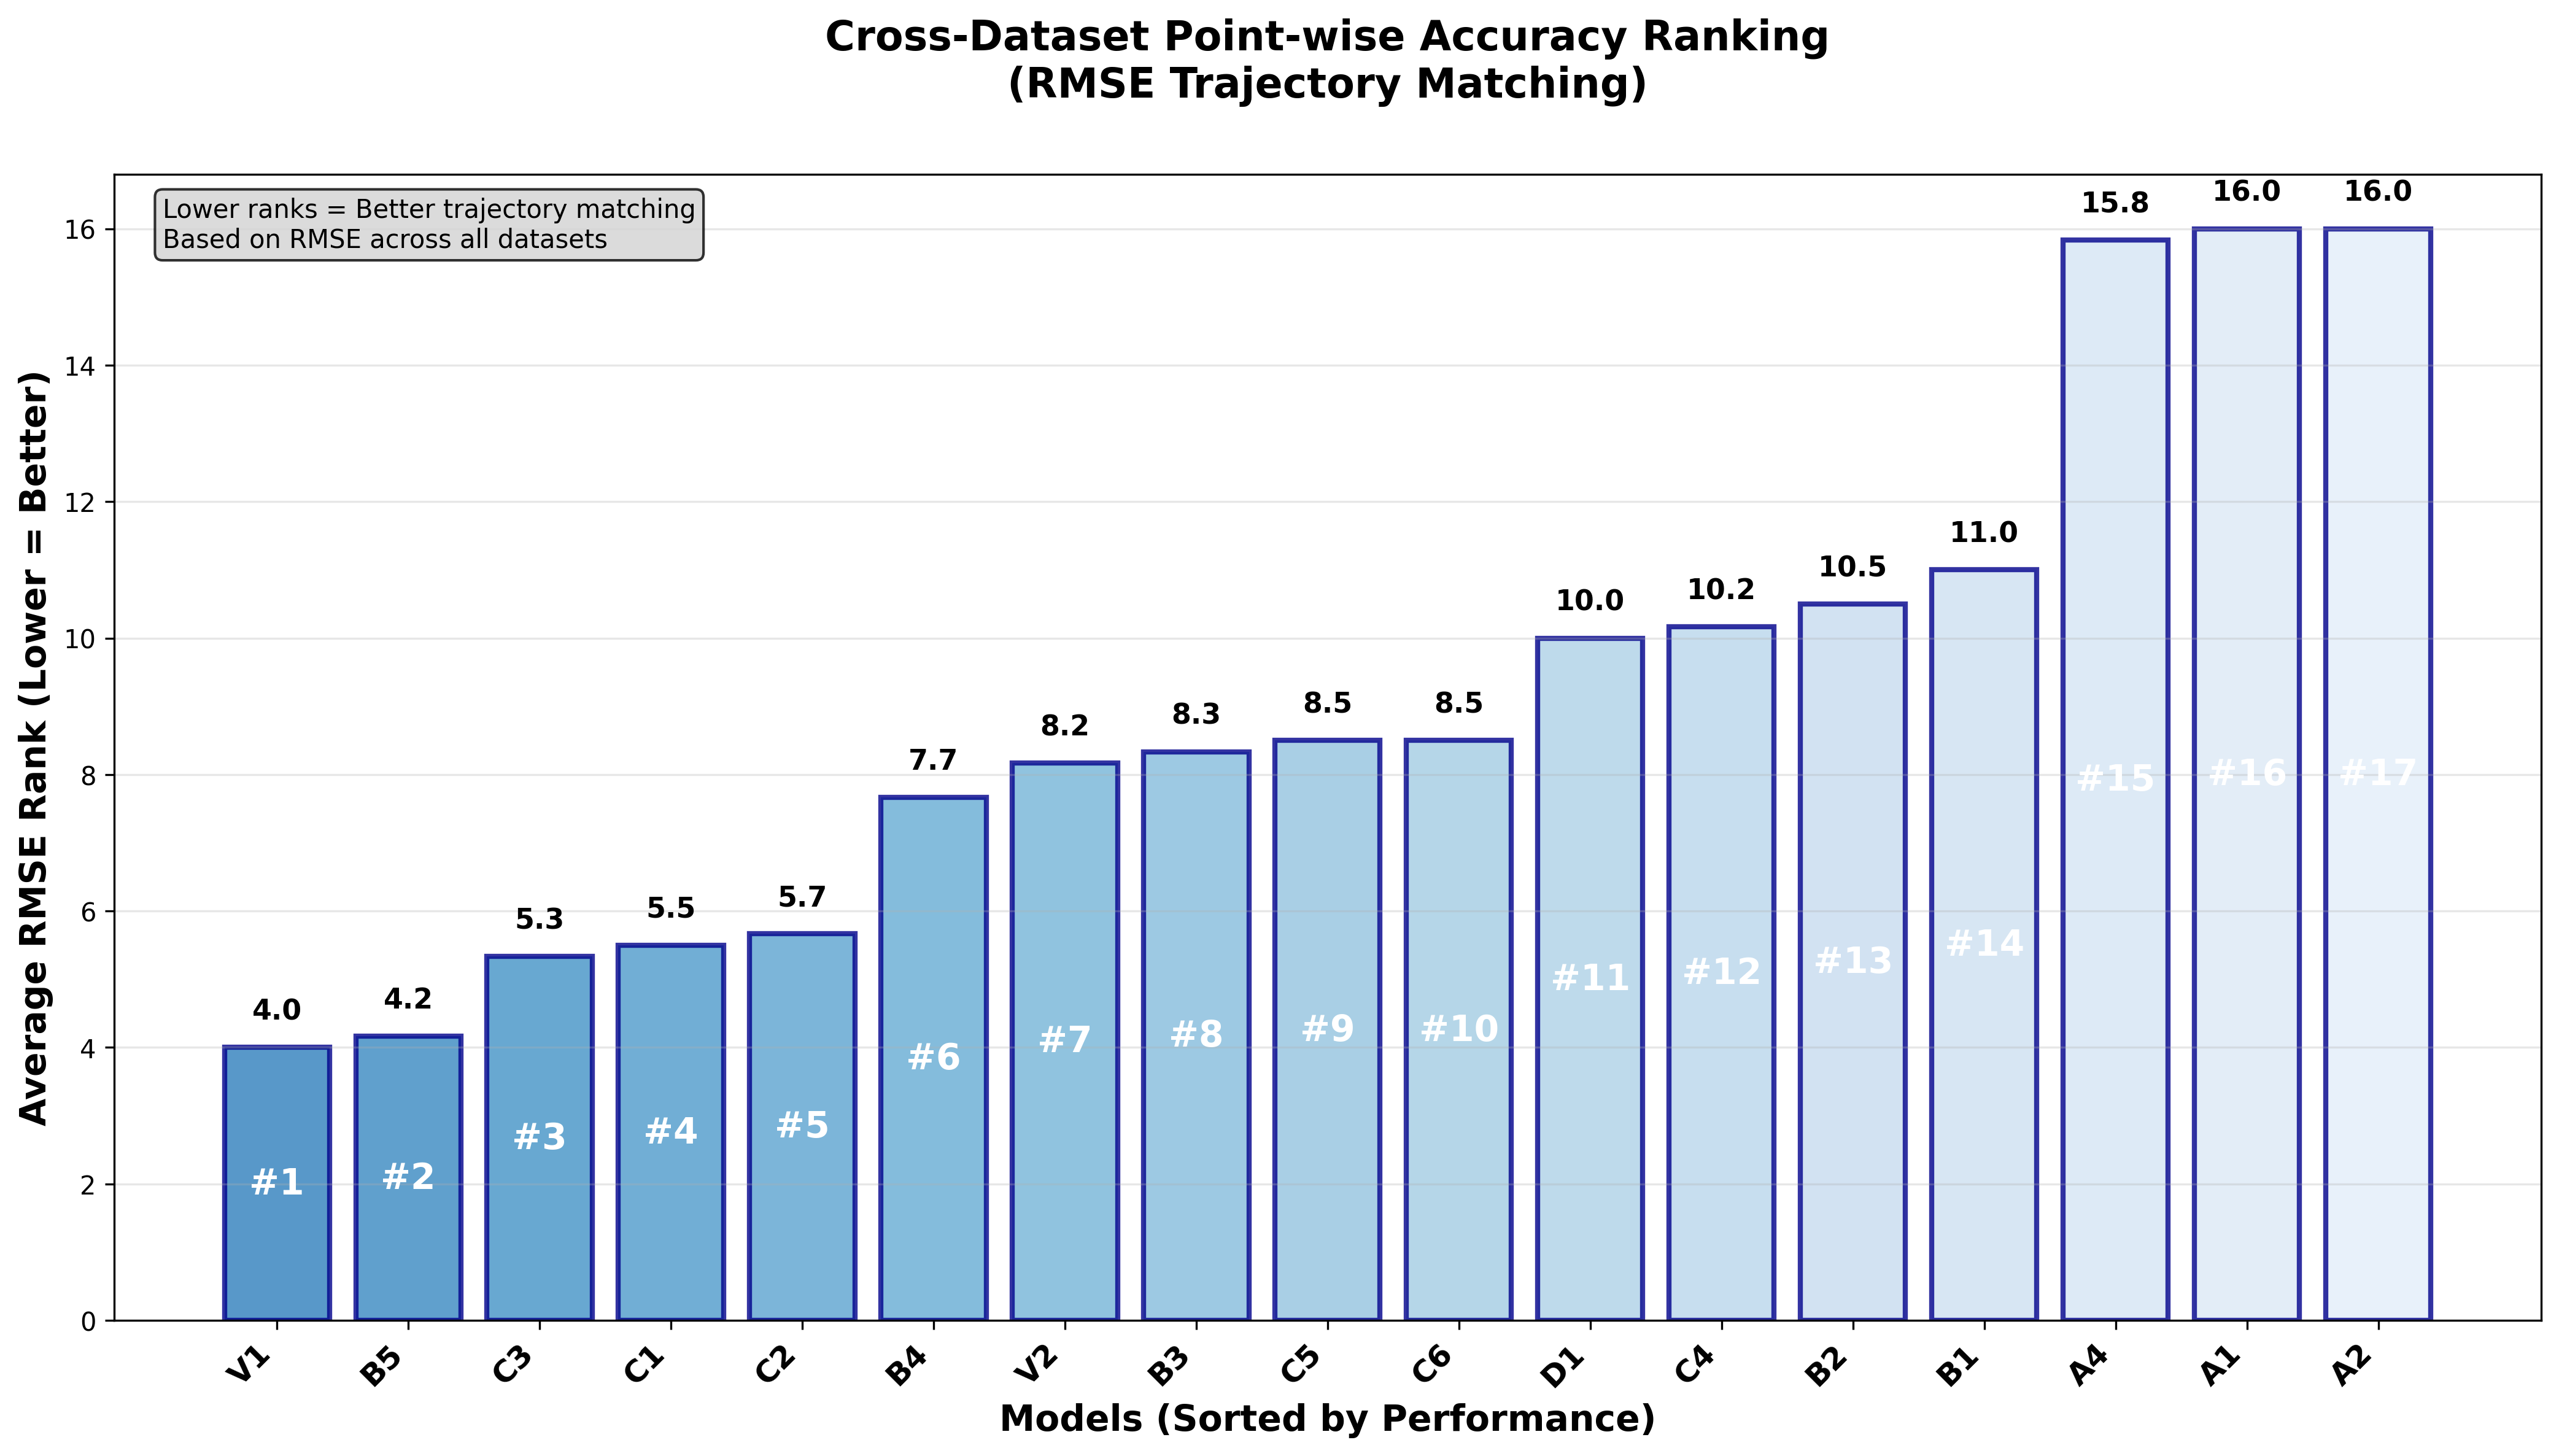 Cross-Dataset Point-wise Accuracy Ranking
(RMSE Trajectory Matching)
Lower ranks = Better trajectory matching
Based on RMSE across all datasets
Average RMSE Rank (Lower = Better)
16
14
12
10
8
6
4
2
0
4.0
4.2
5.3
5.5
5.7
7.7
8.2
8.3
8.5
8.5
10.0
10.2
10.5
11.0
15.8
16.0
16.0
#1
#2
#3
#4
#5
#6
#7
#8
#9
#10
#11
#12
#13
#14
#15
#16
#17
V1
B5
C3
C1
C2
B4
V2
B3
C5
C6
D1
C4
B2
B1
A4
A1
A2
Models (Sorted by Performance)